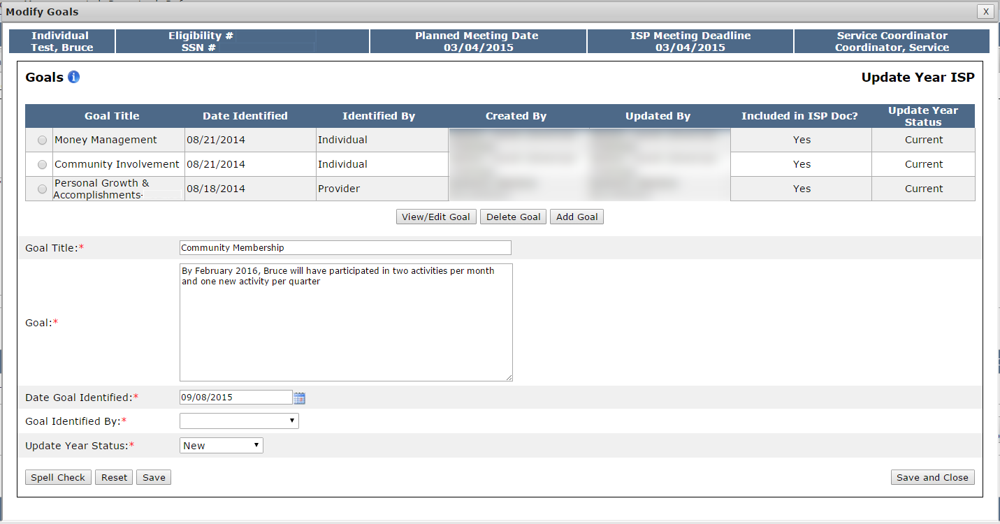 Modify Goals
X
Individual
Test, Bruce
Eligibility #
SSN #
Planned Meeting Date
03/04/2015
ISP Meeting Deadline
03/04/2015
Service Coordinator
Coordinator, Service
Goals
Update Year ISP
Goal Title Date Identified Identified By Created By Updated By Included in ISP Doc? Update Year Status
Money Management 08/21/2014 Individual Yes Current
Community Involvement 08/21/2014 Individual Yes Current
Personal Growth &
Accomplishments- 08/18/2014 Provider Yes Current
View/Edit Goal Delete Goal Add Goal
Goal Title:* Community Membership
Goal:*
By February 2016, Bruce will have participated in two activities per month
and one new activity per quarter
Date Goal Identified:* 09/08/2015
Goal Identified By:*
Update Year Status:* New
Spell Check Reset Save Save and Close